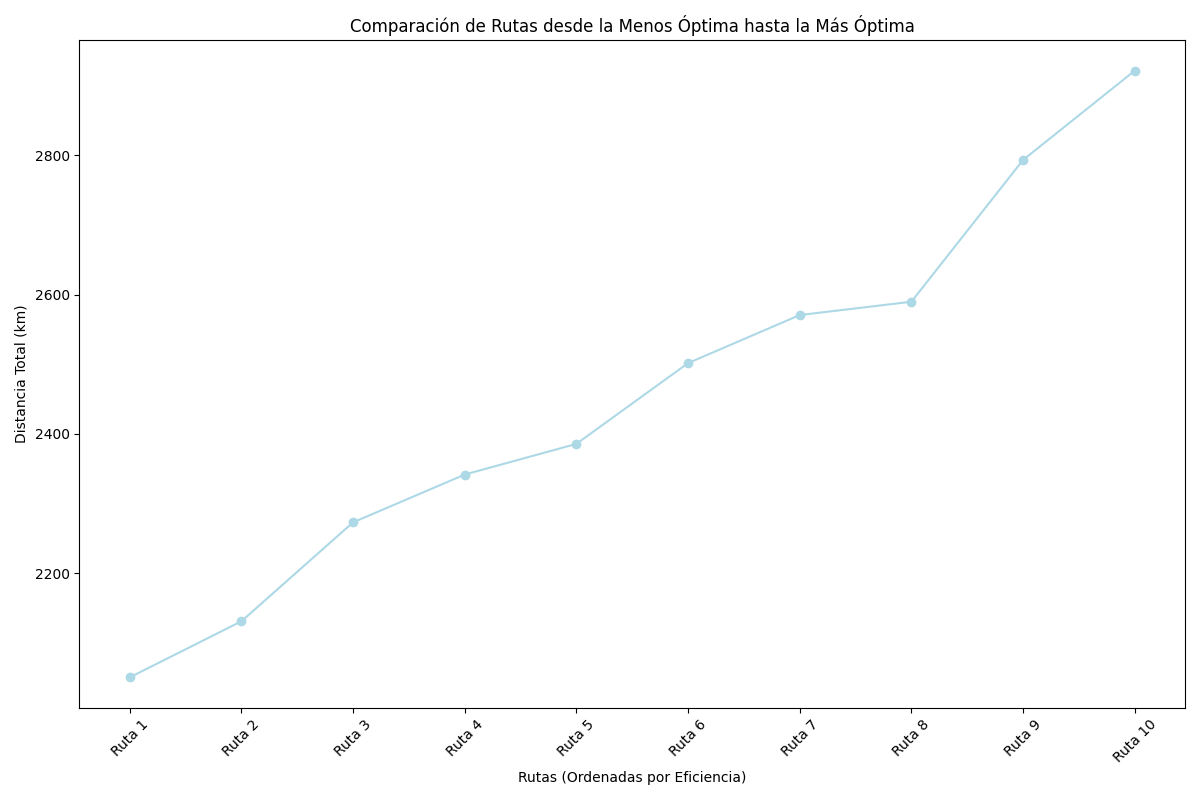 Comparación de Rutas desde la Menos Óptima hasta la Más Óptima
Distancia Total (km)
2800
2600
2400
2200
Ruta 1
Ruta 2
Ruta 3
Ruta 4
Ruta 5
Ruta 6
Ruta 7
Ruta 8
Ruta 9
Ruta 10
Rutas (Ordenadas por Eficiencia)